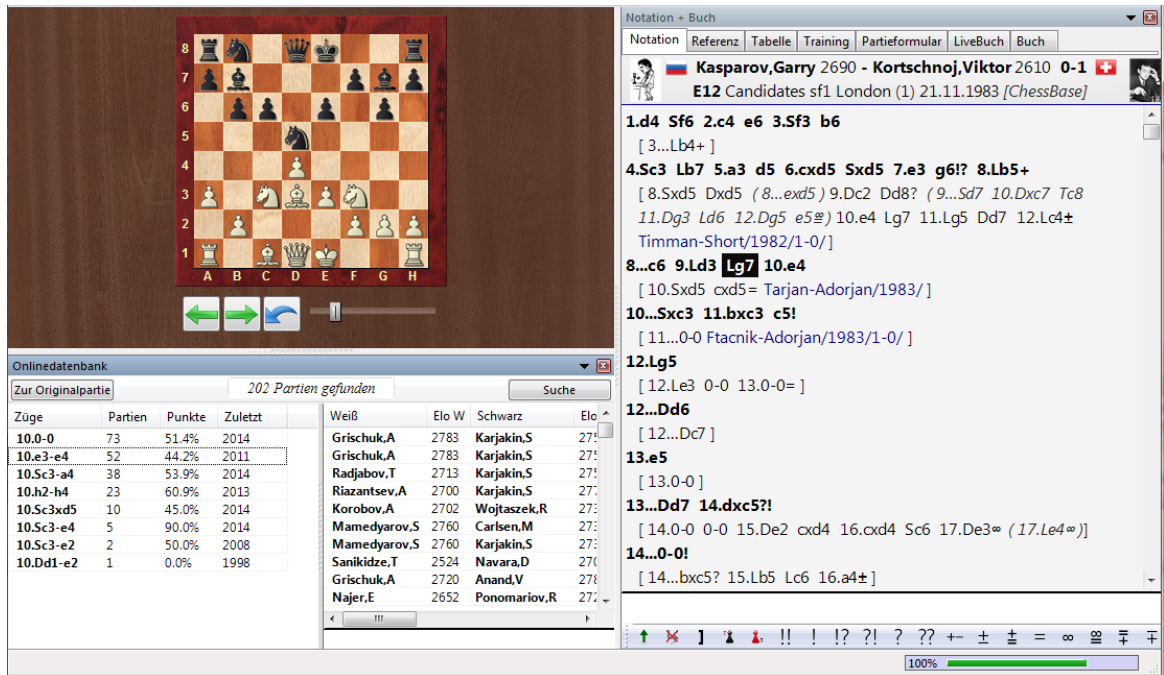 8
7
6
5
4
3
2
1
A B C D E F G H
Onlinedatenbank
Zur Originalpartie 202 Partien gefunden Suche
Züge Partien Punkte Zuletzt
10.0-0 73 51.4% 2014
10.e3-e4 52 44.2% 2011
10.Sc3-a4 38 53.9% 2014
10.h2-h4 23 60.9% 2013
10.Sc3xd5 10 45.0% 2014
10.Sc3-e4 5 90.0% 2014
10.Sc3-e2 2 50.0% 2008
10.Dd1-e2 1 0.0% 1998
Weiß Elo W Schwarz Elo
Grischuk,A 2783 Karjakin,S
Grischuk,A 2783 Karjakin,S
Radjabov,T 2713 Karjakin,S
Riazantsev,A 2700 Karjakin,S
Korobov,A 2702 Wojtaszek,R
Mamedyarov,S 2760 Carlsen,M
Mamedyarov,S 2760 Karjakin,S
Sanikidze,T 2524 Navara,D
Grischuk,A 2720 Anand,V
Najer,E 2652 Ponomariov,R
Notation + Buch
Notation Referenz Tabelle Training Partieformular LiveBuch Buch
Kasparov,Garry 2690 - Kortschnoj,Viktor 2610 0-1
E12 Candidates sf1 London (1) 21.11.1983 [ChessBase]
1.d4 Sf6 2.c4 e6 3.Sf3 b6
[ 3...Lb4+ ]
4.Sc3 Lb7 5.a3 d5 6.cxd5 Sxd5 7.e3 g6!? 8.Lb5+
[ 8.Sxd5 Dxd5 ( 8...exd5 ) 9.Dc2 Dd8? ( 9...Sd7 10.Dxc7 Tc8
11.Dg3 Ld6 12.Dg5 e5⯹) 10.e4 Lg7 11.Lg5 Dd7 12.Lc4±
Timman-Short/1982/1-0/ ]
8...c6 9.Ld3 Lg7 10.e4
[ 10.Sxd5 cxd5= Tarjan-Adorjan/1983/ ]
10...Sxc3 11.bxc3 c5!
[ 11...0-0 Ftacnik-Adorjan/1983/1-0/ ]
12.Lg5
[ 12.Le3 0-0 13.0-0= ]
12...Dd6
[ 12...Dc7 ]
13.e5
[ 13.0-0 ]
13...Dd7 14.dxc5?!
[ 14.0-0 0-0 15.De2 cxd4 16.cxd4 Sc6 17.De3∞ ( 17.Le4∞ )]
14...0-0!
[ 14...bxc5? 15.Lb5 Lc6 16.a4± ]
] !! ! !? ?! ? ?? +− ± ⩲ = ∞ ⯹ ⩱ ∓
100%